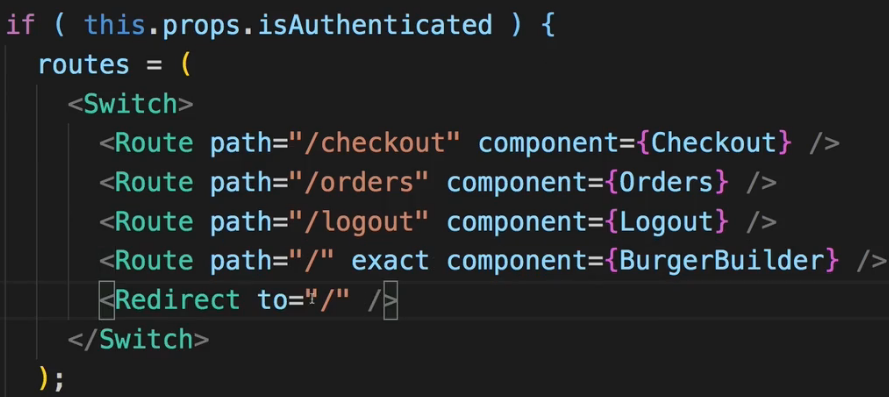 if ( this.props.isAuthenticated ) {
routes = (
<Switch>
<Route path="/checkout" component={Checkout} />
<Route path="/orders" component={Orders} />
<Route path="/logout" component={Logout} />
<Route path="/" exact component={BurgerBuilder} />
<Redirect to="/" />
</Switch>
);